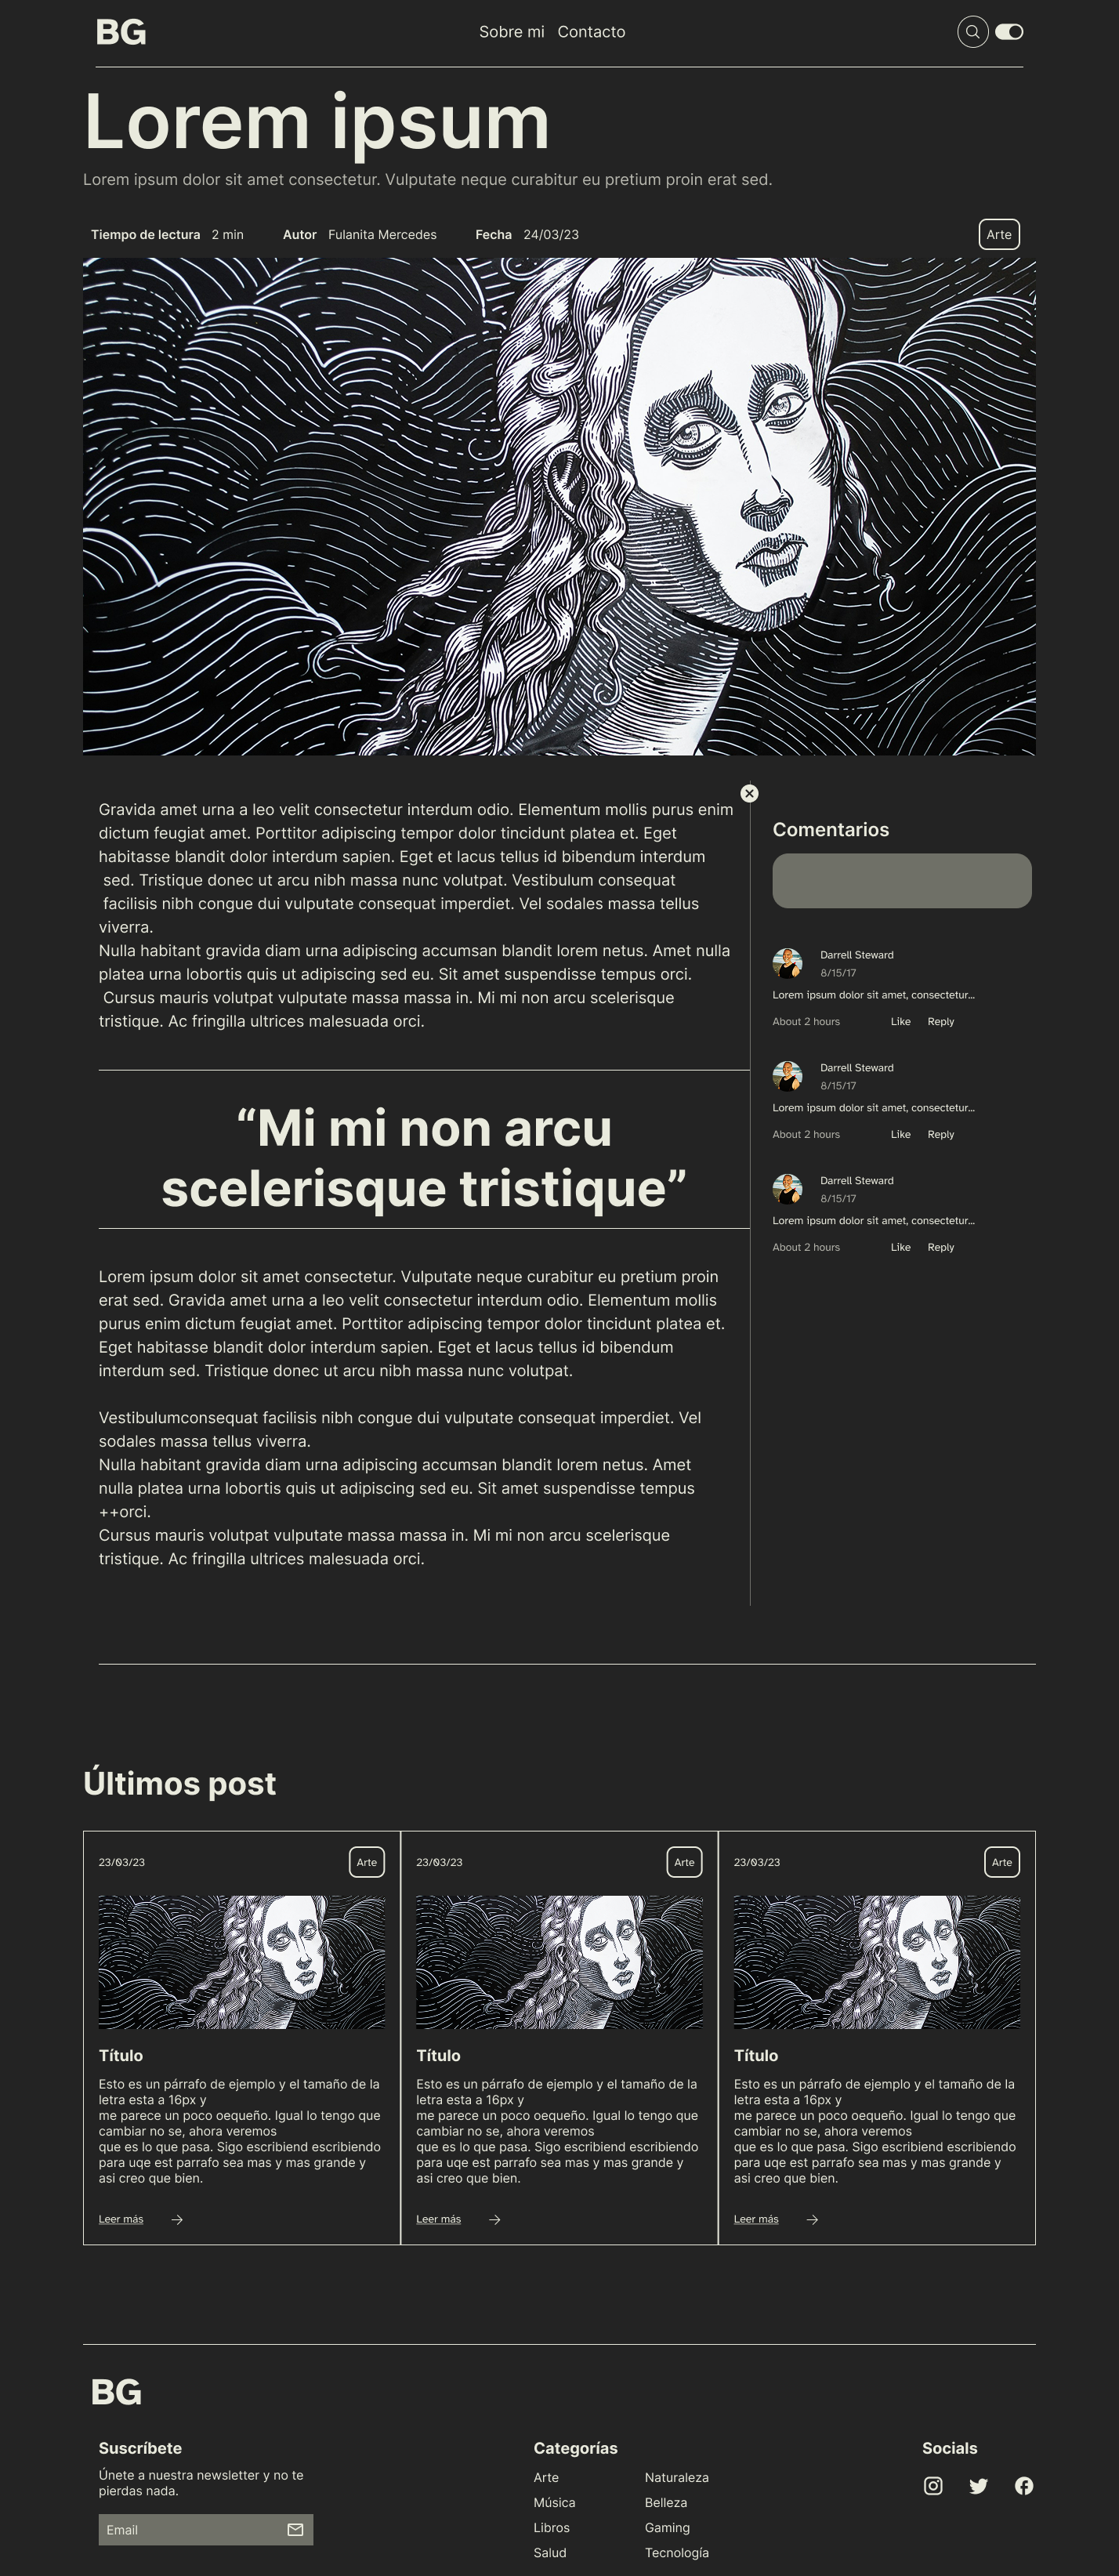 BG
Sobre mi Contacto
Lorem ipsum
Lorem ipsum dolor sit amet consectetur. Vulputate neque curabitur eu pretium proin erat sed.
Tiempo de lectura 2 min Autor Fulanita Mercedes Fecha 24/03/23 Arte
Gravida amet urna a leo velit consectetur interdum odio. Elementum mollis purus enim
dictum feugiat amet. Porttitor adipiscing tempor dolor tincidunt platea et. Eget
habitasse blandit dolor interdum sapien. Eget et lacus tellus id bibendum interdum
sed. Tristique donec ut arcu nibh massa nunc volutpat. Vestibulum consequat
facilisis nibh congue dui vulputate consequat imperdiet. Vel sodales massa tellus
viverra.
Nulla habitant gravida diam urna adipiscing accumsan blandit lorem netus. Amet nulla
platea urna lobortis quis ut adipiscing sed eu. Sit amet suspendisse tempus orci.
Cursus mauris volutpat vulputate massa massa in. Mi mi non arcu scelerisque
tristique. Ac fringilla ultrices malesuada orci.
“Mi mi non arcu
scelerisque tristique”
Lorem ipsum dolor sit amet consectetur. Vulputate neque curabitur eu pretium proin
erat sed. Gravida amet urna a leo velit consectetur interdum odio. Elementum mollis
purus enim dictum feugiat amet. Porttitor adipiscing tempor dolor tincidunt platea et.
Eget habitasse blandit dolor interdum sapien. Eget et lacus tellus id bibendum
interdum sed. Tristique donec ut arcu nibh massa nunc volutpat.
Vestibulumconsequat facilisis nibh congue dui vulputate consequat imperdiet. Vel
sodales massa tellus viverra.
Nulla habitant gravida diam urna adipiscing accumsan blandit lorem netus. Amet
nulla platea urna lobortis quis ut adipiscing sed eu. Sit amet suspendisse tempus
++orci.
Cursus mauris volutpat vulputate massa massa in. Mi mi non arcu scelerisque
tristique. Ac fringilla ultrices malesuada orci.
Comentarios
Darrell Steward
8/15/17
Lorem ipsum dolor sit amet, consectetur...
About 2 hours Like Reply
Darrell Steward
8/15/17
Lorem ipsum dolor sit amet, consectetur...
About 2 hours Like Reply
Darrell Steward
8/15/17
Lorem ipsum dolor sit amet, consectetur...
About 2 hours Like Reply
Últimos post
23/03/23 Arte
Título
Esto es un párrafo de ejemplo y el tamaño de la
letra esta a 16px y
me parece un poco oequeño. Igual lo tengo que
cambiar no se, ahora veremos
que es lo que pasa. Sigo escribiend escribiendo
para uqe est parrafo sea mas y mas grande y
asi creo que bien.
Leer más
23/03/23 Arte
Título
Esto es un párrafo de ejemplo y el tamaño de la
letra esta a 16px y
me parece un poco oequeño. Igual lo tengo que
cambiar no se, ahora veremos
que es lo que pasa. Sigo escribiend escribiendo
para uqe est parrafo sea mas y mas grande y
asi creo que bien.
Leer más
23/03/23 Arte
Título
Esto es un párrafo de ejemplo y el tamaño de la
letra esta a 16px y
me parece un poco oequeño. Igual lo tengo que
cambiar no se, ahora veremos
que es lo que pasa. Sigo escribiend escribiendo
para uqe est parrafo sea mas y mas grande y
asi creo que bien.
Leer más
BG
Suscríbete
Únete a nuestra newsletter y no te
pierdas nada.
Email
Categorías
Arte Naturaleza
Música Belleza
Libros Gaming
Salud Tecnología
Socials